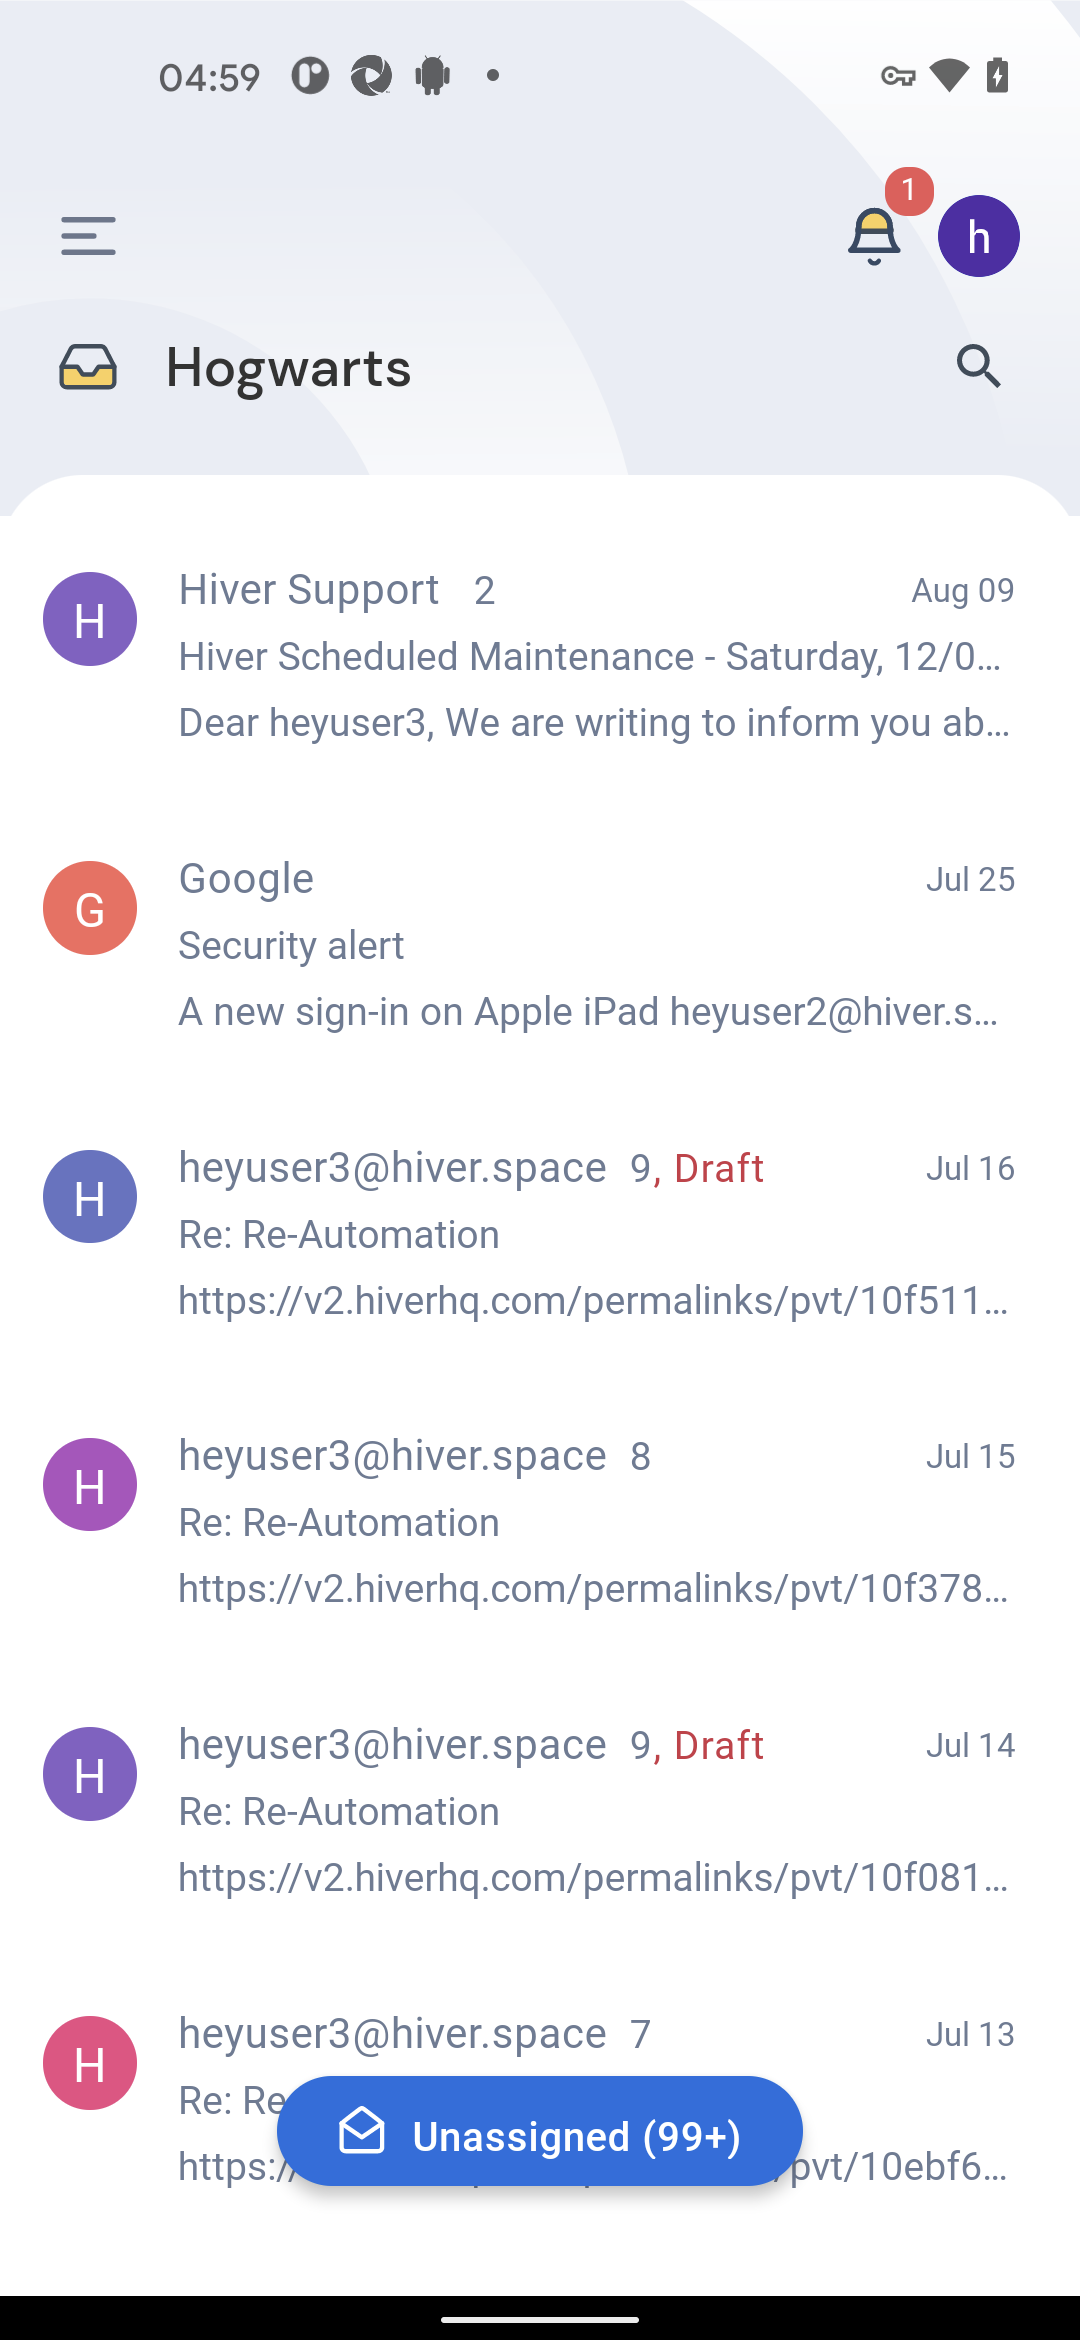 04:59
1
h
Hogwarts
H
Hiver Support 2
Aug 09
Hiver Scheduled Maintenance - Saturday, 12/0...
Dear heyuser3, We are writing to inform you ab...
G
Google
Jul 25
Security alert
A new sign-in on Apple iPad heyuser2@hiver.s...
H
heyuser3@hiver.space 9, Draft
Jul 16
Re: Re-Automation
https://v2.hiverhq.com/permalinks/pvt/10f511...
H
heyuser3@hiver.space 8
Jul 15
Re: Re-Automation
https://v2.hiverhq.com/permalinks/pvt/10f378...
H
heyuser3@hiver.space 9, Draft
Jul 14
Re: Re-Automation
https://v2.hiverhq.com/permalinks/pvt/10f081...
H
heyuser3@hiver.space 7
Jul 13
Re: Re
Unassigned (99+)
https:/ /pvt/10ebf6...